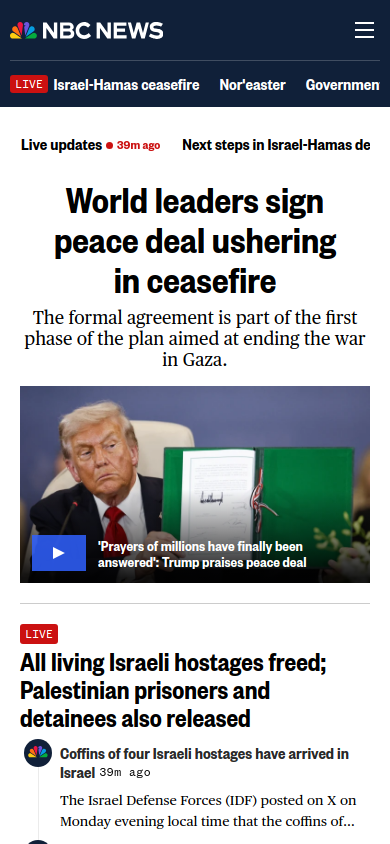 NBC NEWS
LIVE Israel-Hamas ceasefire Nor'easter Governmen
Live updates 39m ago Next steps in Israel-Hamas de
World leaders sign
peace deal ushering
in ceasefire
The formal agreement is part of the first
phase of the plan aimed at ending the war
in Gaza.
'Prayers of millions have finally been
answered': Trump praises peace deal
LIVE
All living Israeli hostages freed;
Palestinian prisoners and
detainees also released
Coffins of four Israeli hostages have arrived in
Israel 39m ago
The Israel Defense Forces (IDF) posted on X on
Monday evening local time that the coffins of...